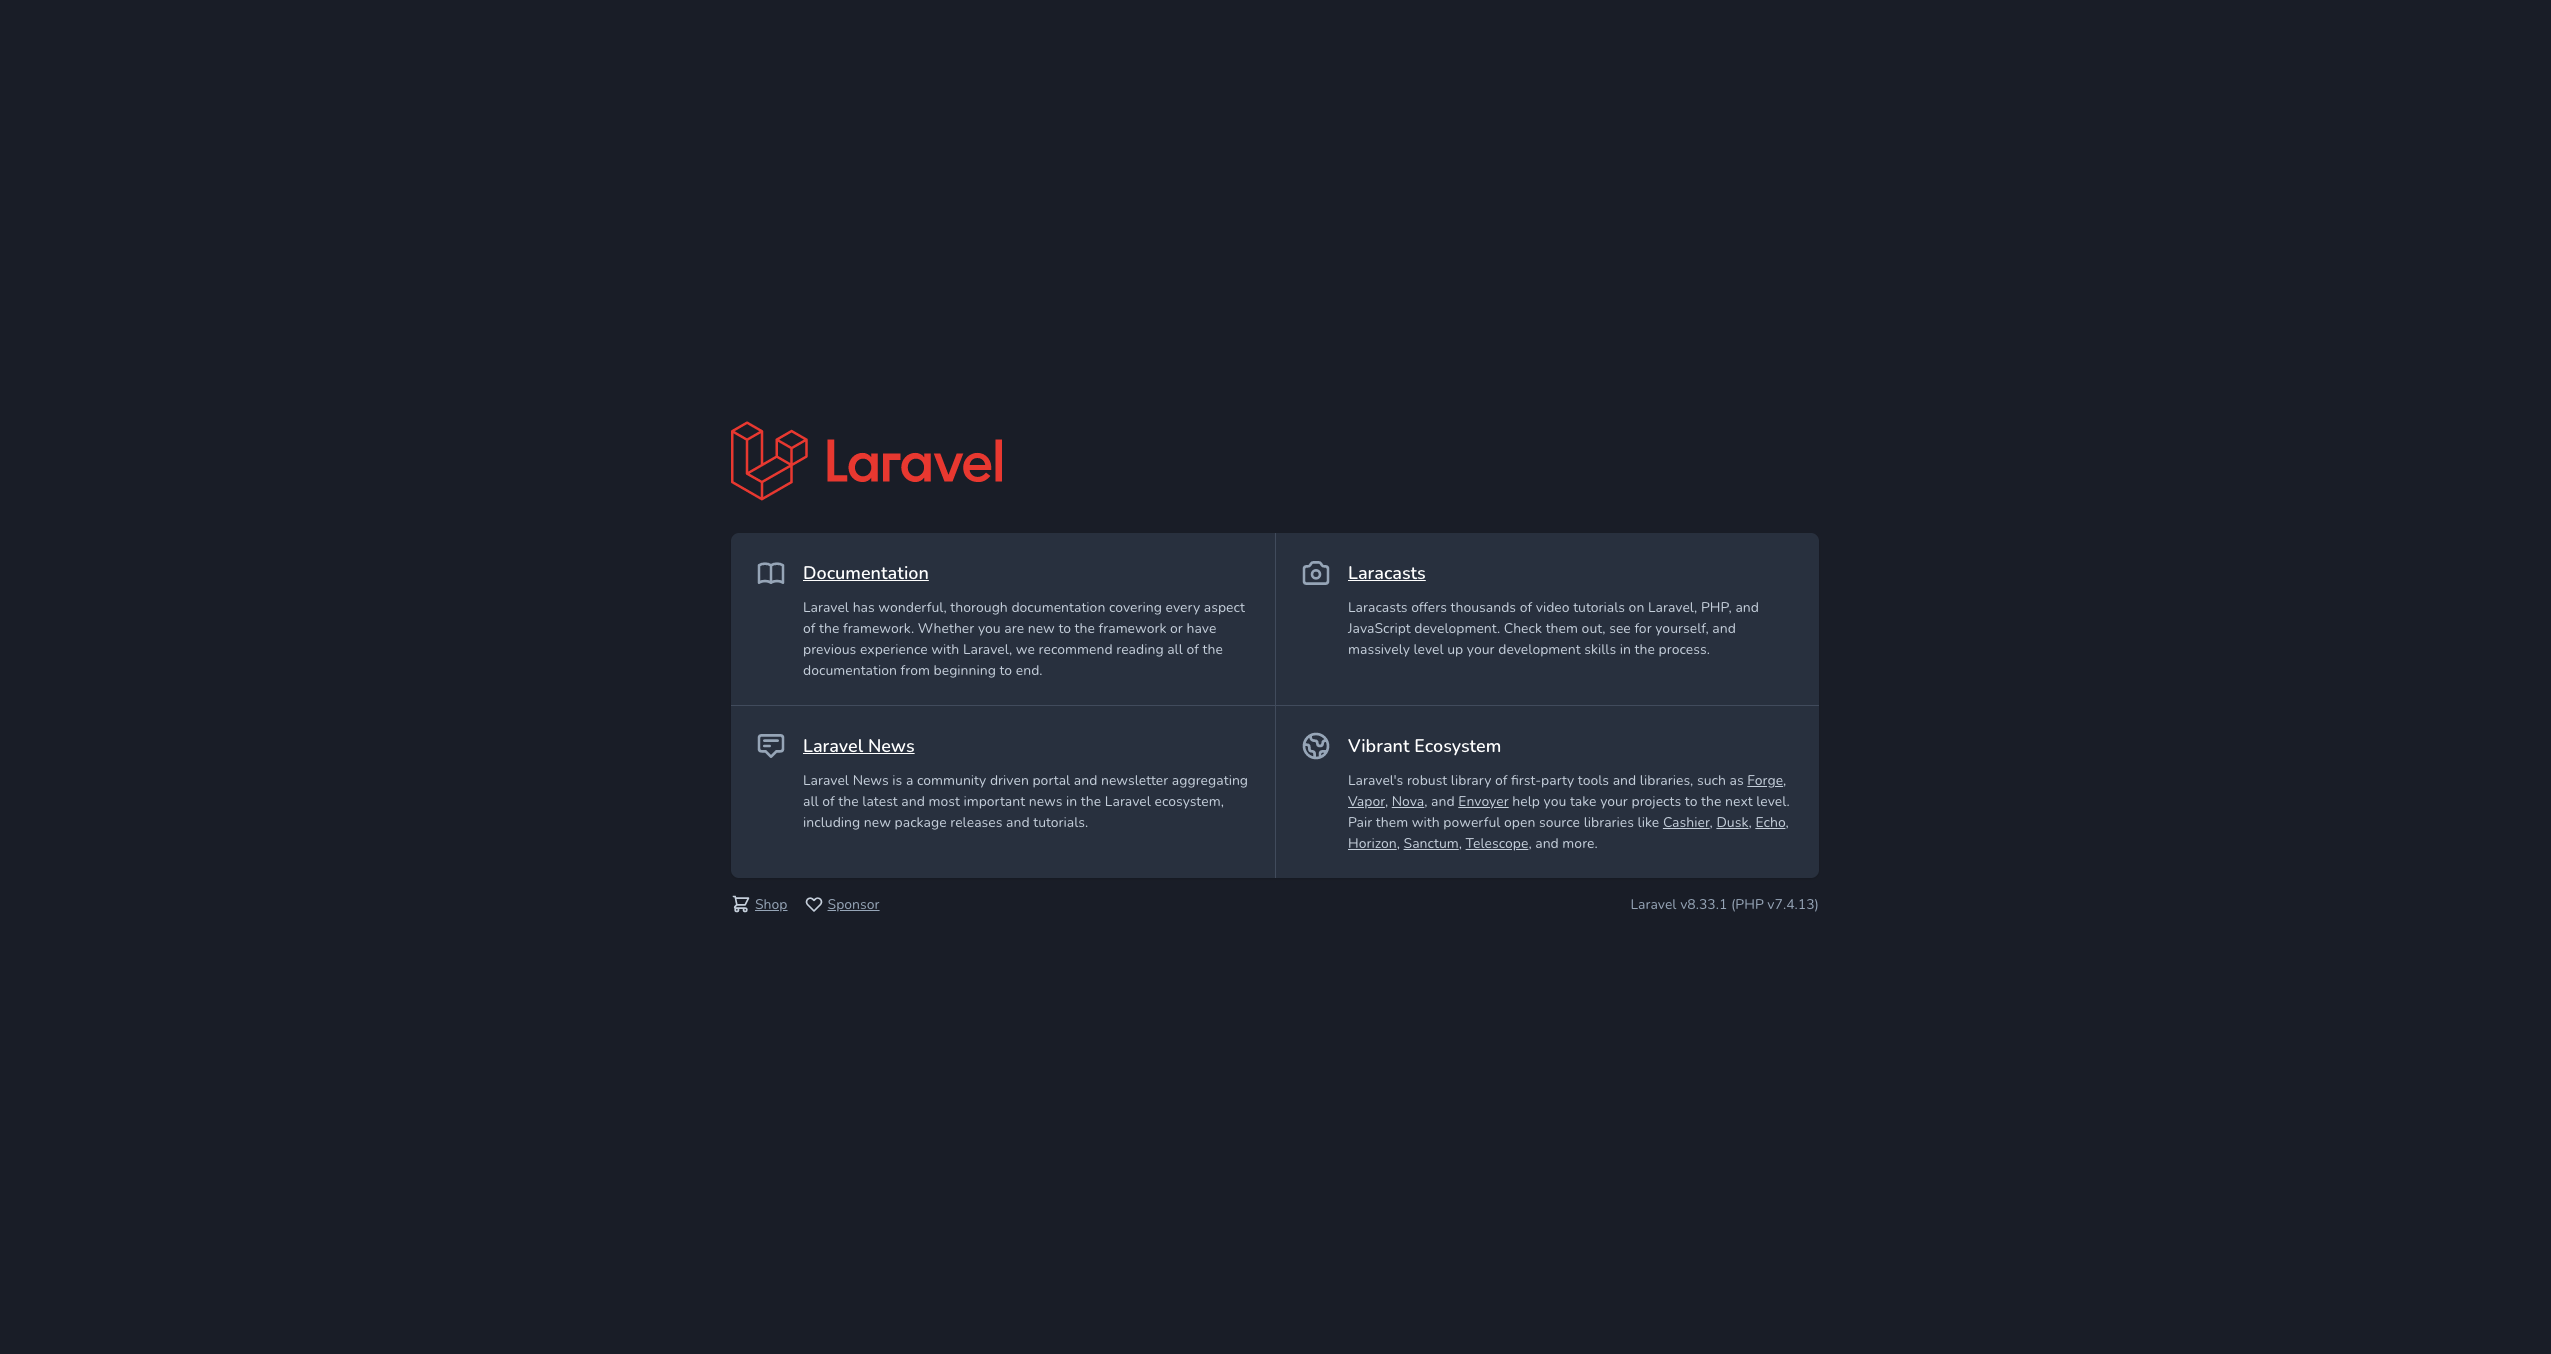 Laravel
Documentation
Laravel has wonderful, thorough documentation covering every aspect
of the framework. Whether you are new to the framework or have
previous experience with Laravel, we recommend reading all of the
documentation from beginning to end.
Laracasts
Laracasts offers thousands of video tutorials on Laravel, PHP, and
JavaScript development. Check them out, see for yourself, and
massively level up your development skills in the process.
Laravel News
Laravel News is a community driven portal and newsletter aggregating
all of the latest and most important news in the Laravel ecosystem,
including new package releases and tutorials.
Vibrant Ecosystem
Laravel's robust library of first-party tools and libraries, such as Forge,
Vapor, Nova, and Envoyer help you take your projects to the next level.
Pair them with powerful open source libraries like Cashier, Dusk, Echo,
Horizon, Sanctum, Telescope, and more.
Shop Sponsor
Laravel v8.33.1 (PHP v7.4.13)